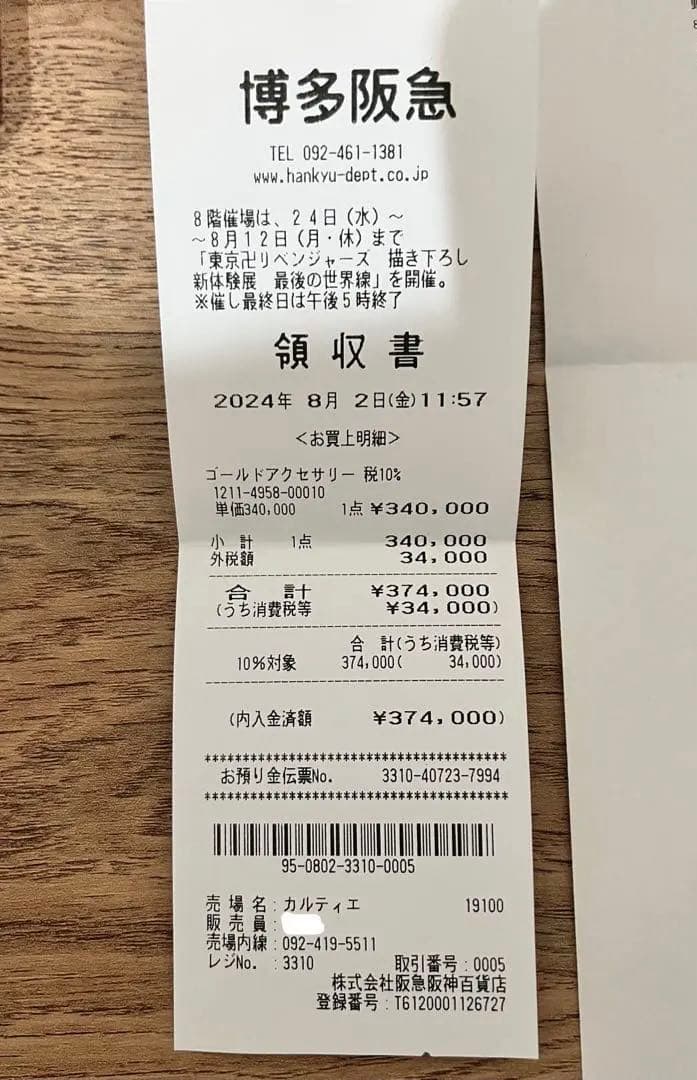 博多阪急
TEL 092-461-1381
www.hankyu-dept.co.jp
8階催場は、24日(水)~
~8月12日(月・休)まで
「東京卍リベンジャーズ 描き下ろし
新体験展 最後の世界線」を開催。
※催し最終日は午後5時終了
領収書
2024年 8月 2日(金)11:57
<お買上明細>
ゴールドアクセサリー 税10%
1211-4958-00010
単価340,000 1点 ¥340,000
小計 1点 340,000
外税額 34,000
合計 ¥374,000
(うち消費税等 ¥34,000)
合 計(うち消費税等)
10%対象 374,000( 34,000)
(内入金済額 ¥374,000)
****************************************
お預り金伝票No. 3310-40723-7994
****************************************
95-0802-3310-0005
売場名:カルティエ 19100
販売員:
売場内線:092-419-5511
レジNo. :3310 取引番号:0005
株式会社阪急阪神百貨店
登録番号:T6120001126727